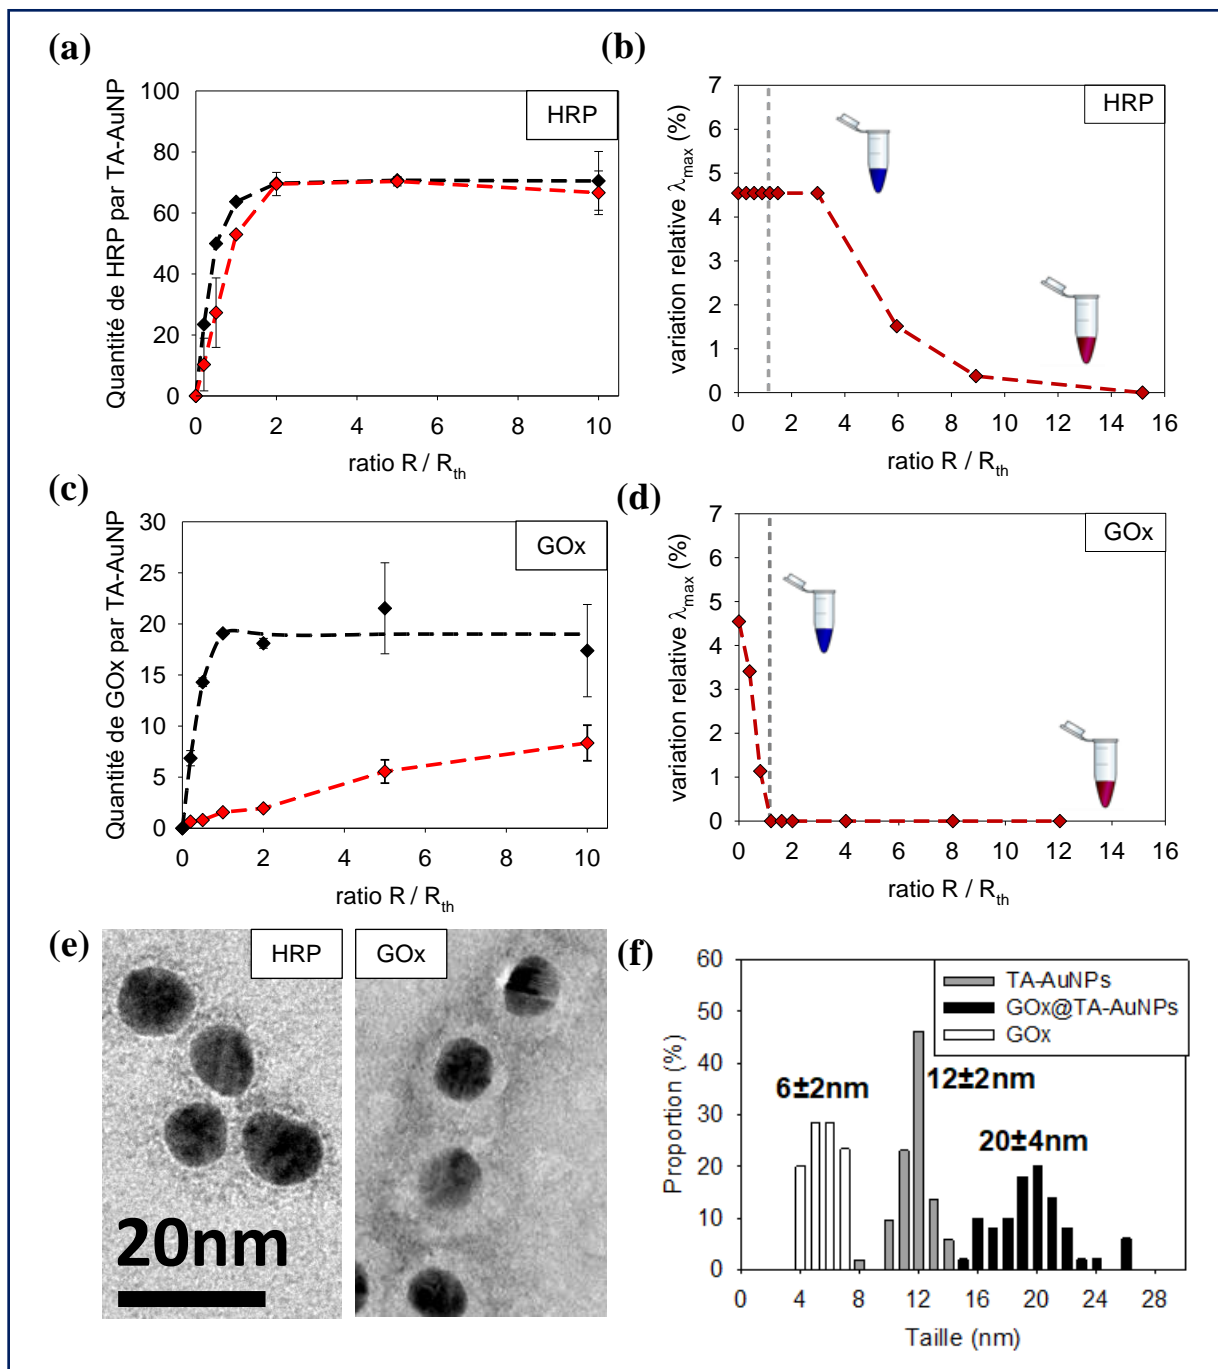 (a)
HRP
Quantité de HRP par TA-AuNP
100
80
60
40
20
0
0 2 4 6 8 10
ratio R / Rth
(b)
HRP
variation relative λmax (%)
7
6
5
4
3
2
1
0
0 2 4 6 8 10 12 14 16
ratio R / Rth
(c)
GOx
Quantité de GOx par TA-AuNP
30
25
20
15
10
5
0
0 2 4 6 8 10
ratio R / Rth
(d)
GOx
variation relative λmax (%)
7
6
5
4
3
2
1
0
0 2 4 6 8 10 12 14 16
ratio R / Rth
(e)
HRP
GOx
20nm
(f)
Proportion (%)
60
50
40
30
20
10
0
TA-AuNPs
GOx@TA-AuNPs
GOx
6±2nm
12±2nm
20±4nm
0 4 8 12 16 20 24 28
Taille (nm)